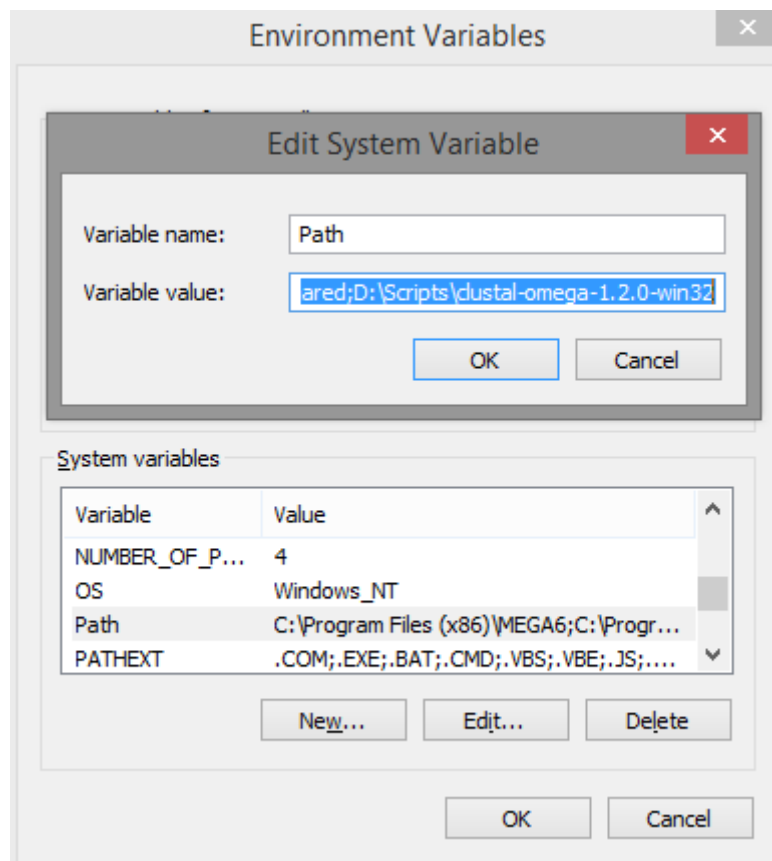 Environment Variables
Edit System Variable
Variable name: Path
Variable value: ared;D:\Scripts\clustal-omega-1.2.0-win32
OK Cancel
System variables
Variable Value
NUMBER_OF_P... 4
OS Windows_NT
Path C:\Program Files (x86)\MEGA6;C:\Progr...
PATHEXT .COM;.EXE;.BAT;.CMD;.VBS;.VBE;.JS;....
New... Edit... Delete
OK Cancel